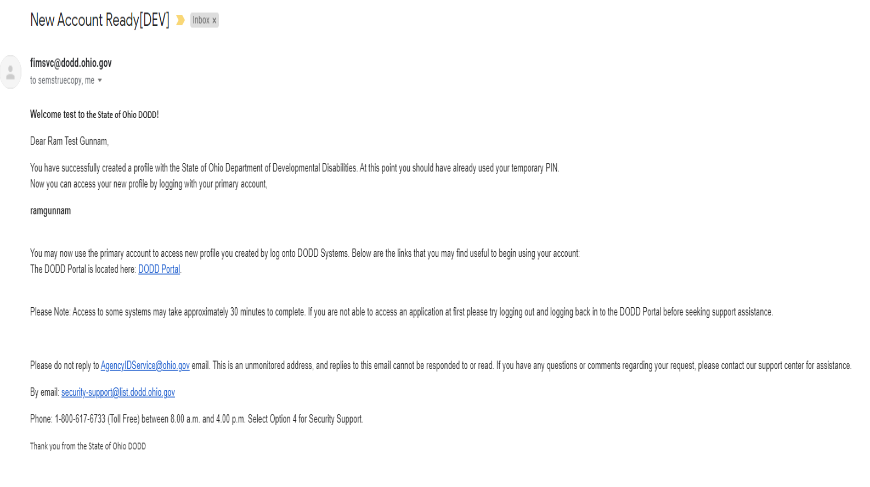 New Account Ready[DEV] Inbox x
fimsvc@dodd.ohio.gov
to semstruecopy, me
Welcome test to the State of Ohio DODD!
Dear Ram Test Gunnam,
You have successfully created a profile with the State of Ohio Department of Developmental Disabilities. At this point you should have already used your temporary PIN.
Now you can access your new profile by logging with your primary account,
ramgunnam
You may now use the primary account to access new profile you created by log onto DODD Systems. Below are the links that you may find useful to begin using your account:
The DODD Portal is located here: DODD Portal.
Please Note: Access to some systems may take approximately 30 minutes to complete. If you are not able to access an application at first please try logging out and logging back in to the DODD Portal before seeking support assistance.
Please do not reply to AgencyIDService@ohio.gov email. This is an unmonitored address, and replies to this email cannot be responded to or read. If you have any questions or comments regarding your request, please contact our support center for assistance.
By email: security-support@list.dodd.ohio.gov
Phone: 1-800-617-6733 (Toll Free) between 8.00 a.m. and 4.00 p.m. Select Option 4 for Security Support.
Thank you from the State of Ohio DODD